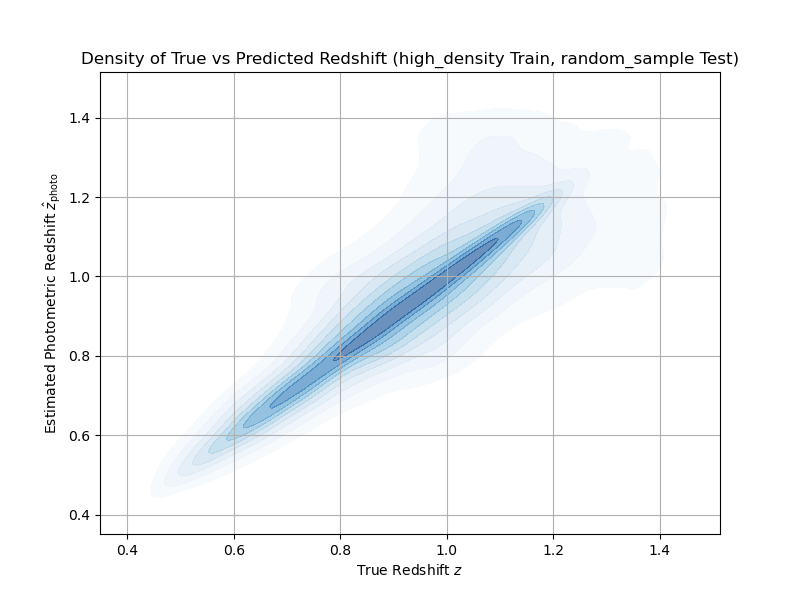 Density of True vs Predicted Redshift (high_density Train, random_sample Test)
1.4
1.2
1.0
0.8
0.6
0.4
Estimated Photometric Redshift ẑ_photo
0.4 0.6 0.8 1.0 1.2 1.4
True Redshift z